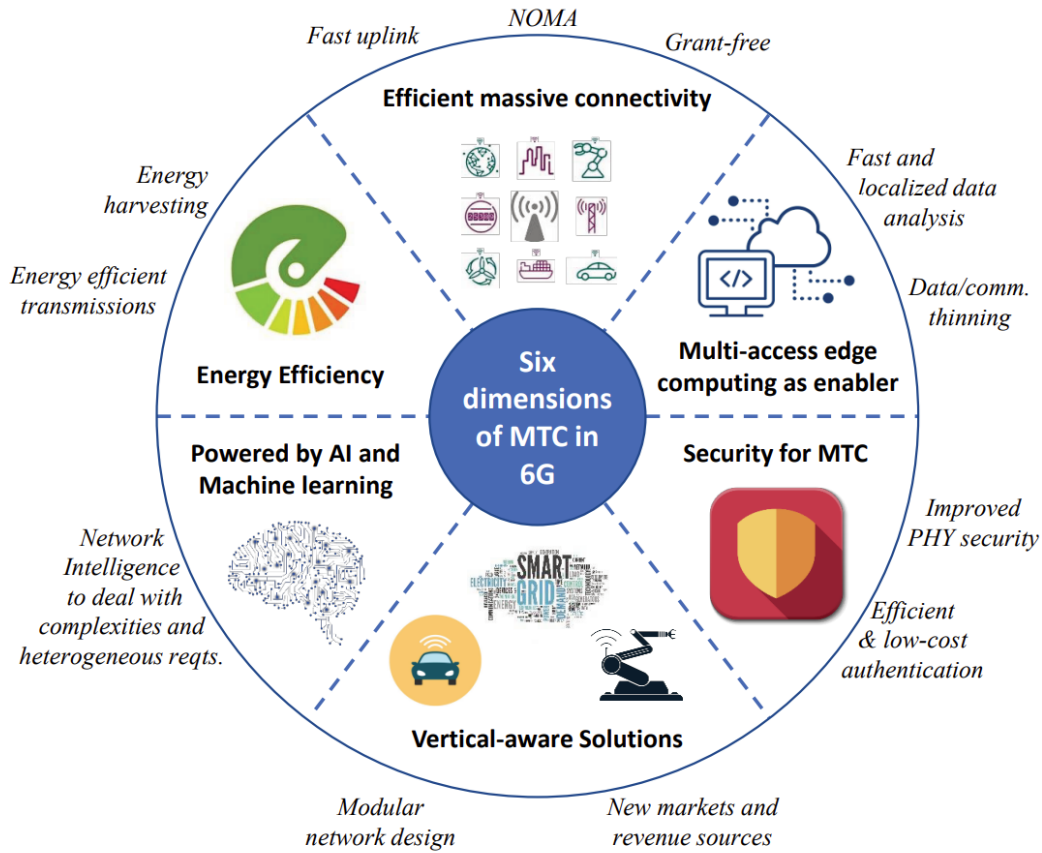 NOMA
Fast uplink
Grant-free
Efficient massive connectivity
Energy
harvesting
Energy efficient
transmissions
Energy Efficiency
Fast and
localized data
analysis
Data/comm.
thinning
</>
Multi-access edge
computing as enabler
Six
dimensions
of MTC in
6G
Powered by AI and
Machine learning
Network
Intelligence
to deal with
complexities and
heterogeneous reqts.
Security for MTC
Improved
PHY security
Efficient
& low-cost
authentication
SMART
GRID
ELECTRICITY
ENERGY
DEMAND
Vertical-aware Solutions
Modular
network design
New markets and
revenue sources